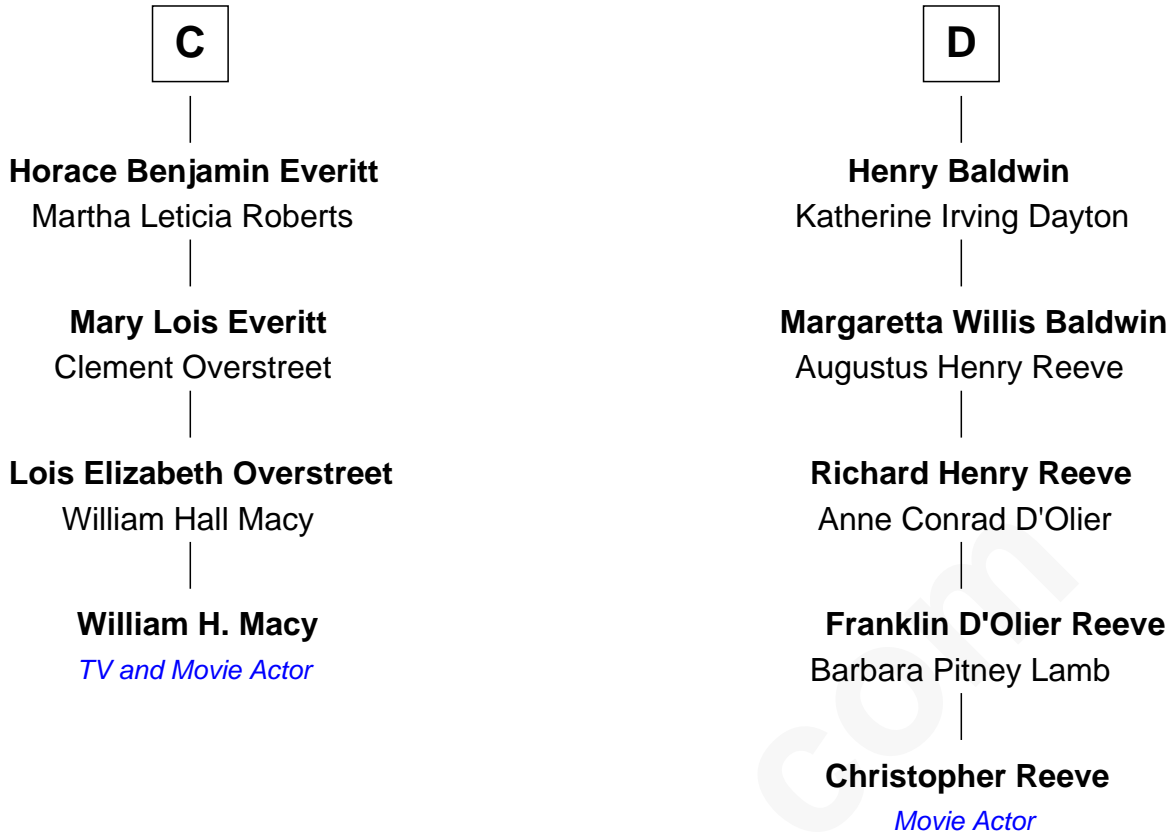 C
Horace Benjamin Everitt
Martha Leticia Roberts
Mary Lois Everitt
Clement Overstreet
Lois Elizabeth Overstreet
William Hall Macy
William H. Macy
TV and Movie Actor
D
Henry Baldwin
Katherine Irving Dayton
Margaretta Willis Baldwin
Augustus Henry Reeve
Richard Henry Reeve
Anne Conrad D'Olier
Franklin D'Olier Reeve
Barbara Pitney Lamb
Christopher Reeve
Movie Actor
com